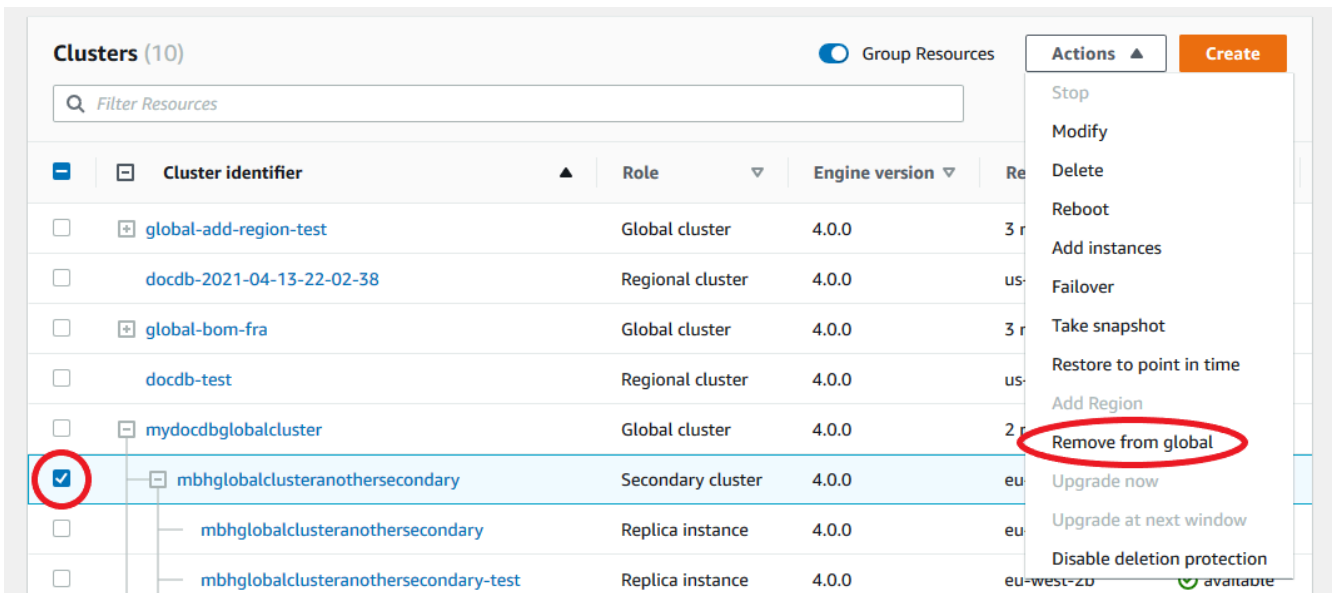 Clusters (10)
Group Resources
Actions
Create
Filter Resources
Stop
Modify
Delete
Reboot
Add instances
Failover
Take snapshot
Restore to point in time
Add Region
Remove from global
Upgrade now
Upgrade at next window
Disable deletion protection
Cluster identifier Role Engine version Re
global-add-region-test Global cluster 4.0.0 3 r
docdb-2021-04-13-22-02-38 Regional cluster 4.0.0 us-
global-bom-fra Global cluster 4.0.0 3 r
docdb-test Regional cluster 4.0.0 us-
mydocdbglobalcluster Global cluster 4.0.0 2 r
mbhglobalclusteranothersecondary Secondary cluster 4.0.0 eu-
mbhglobalclusteranothersecondary Replica instance 4.0.0 eu-
mbhglobalclusteranothersecondary-test Replica instance 4.0.0 eu-west-2b available